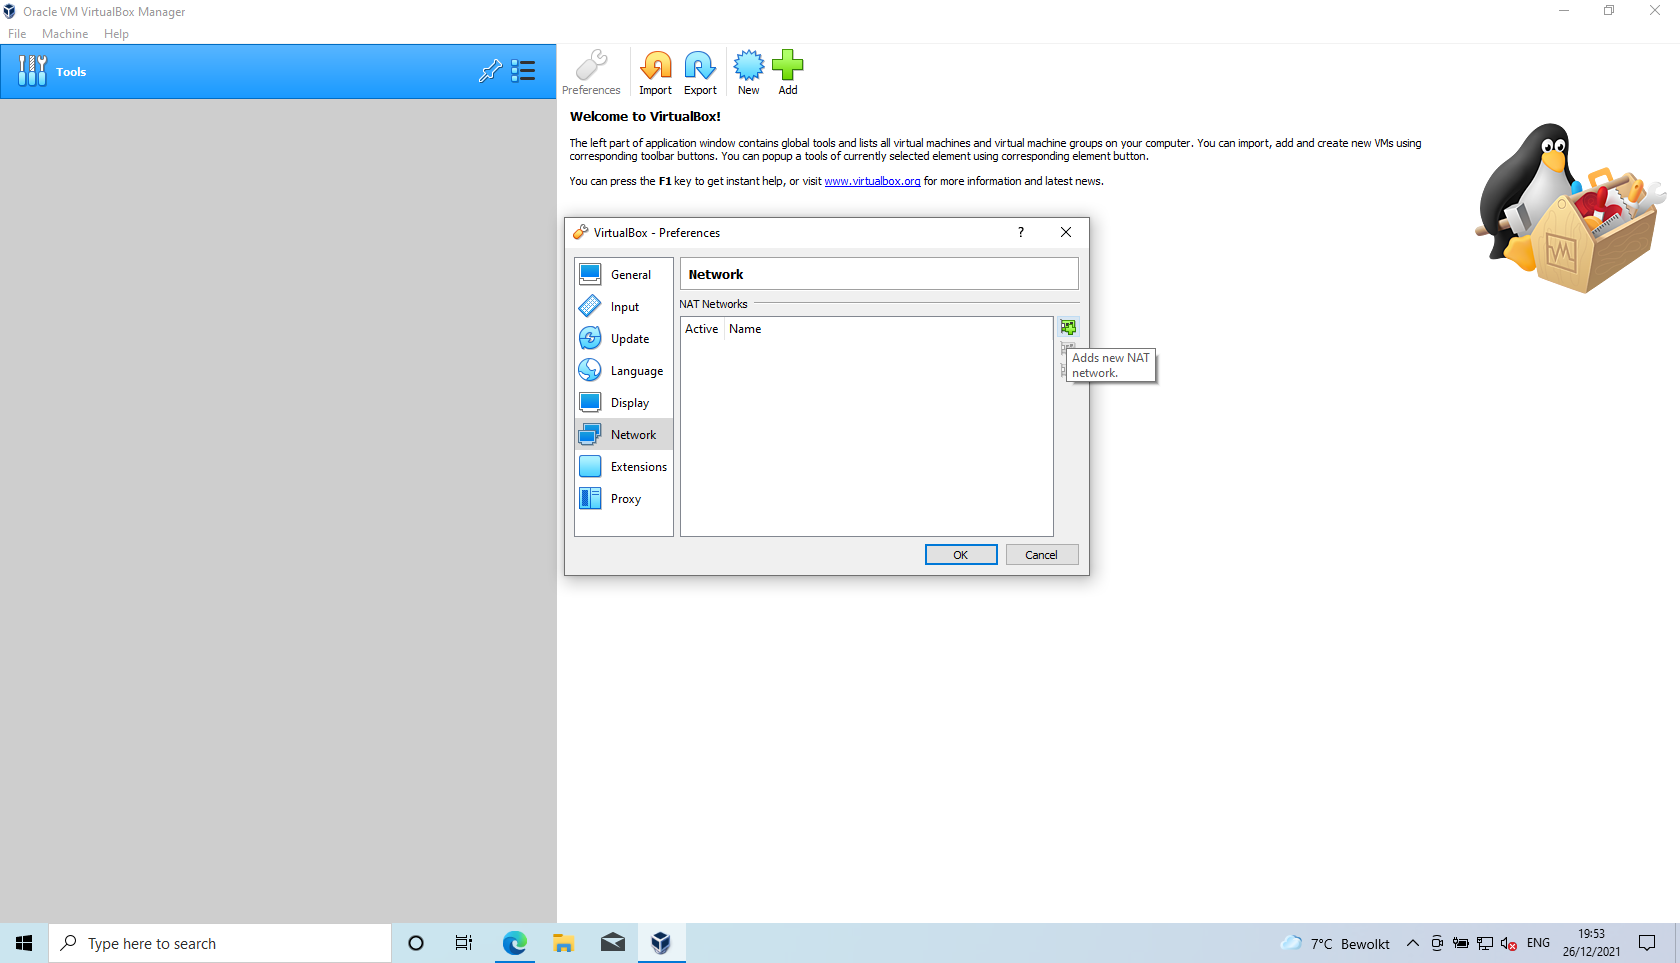 Oracle VM VirtualBox Manager
File Machine Help
Tools
Preferences Import Export New Add
Welcome to VirtualBox!
The left part of application window contains global tools and lists all virtual machines and virtual machine groups on your computer. You can import, add and create new VMs using
corresponding toolbar buttons. You can popup a tools of currently selected element using corresponding element button.
You can press the F1 key to get instant help, or visit www.virtualbox.org for more information and latest news.
VirtualBox - Preferences ?
General
Input
Update
Language
Display
Network
Extensions
Proxy
Network
NAT Networks
Active Name
Adds new NAT
network.
OK Cancel
Type here to search
7°C Bewolkt
ENG
19:53
26/12/2021